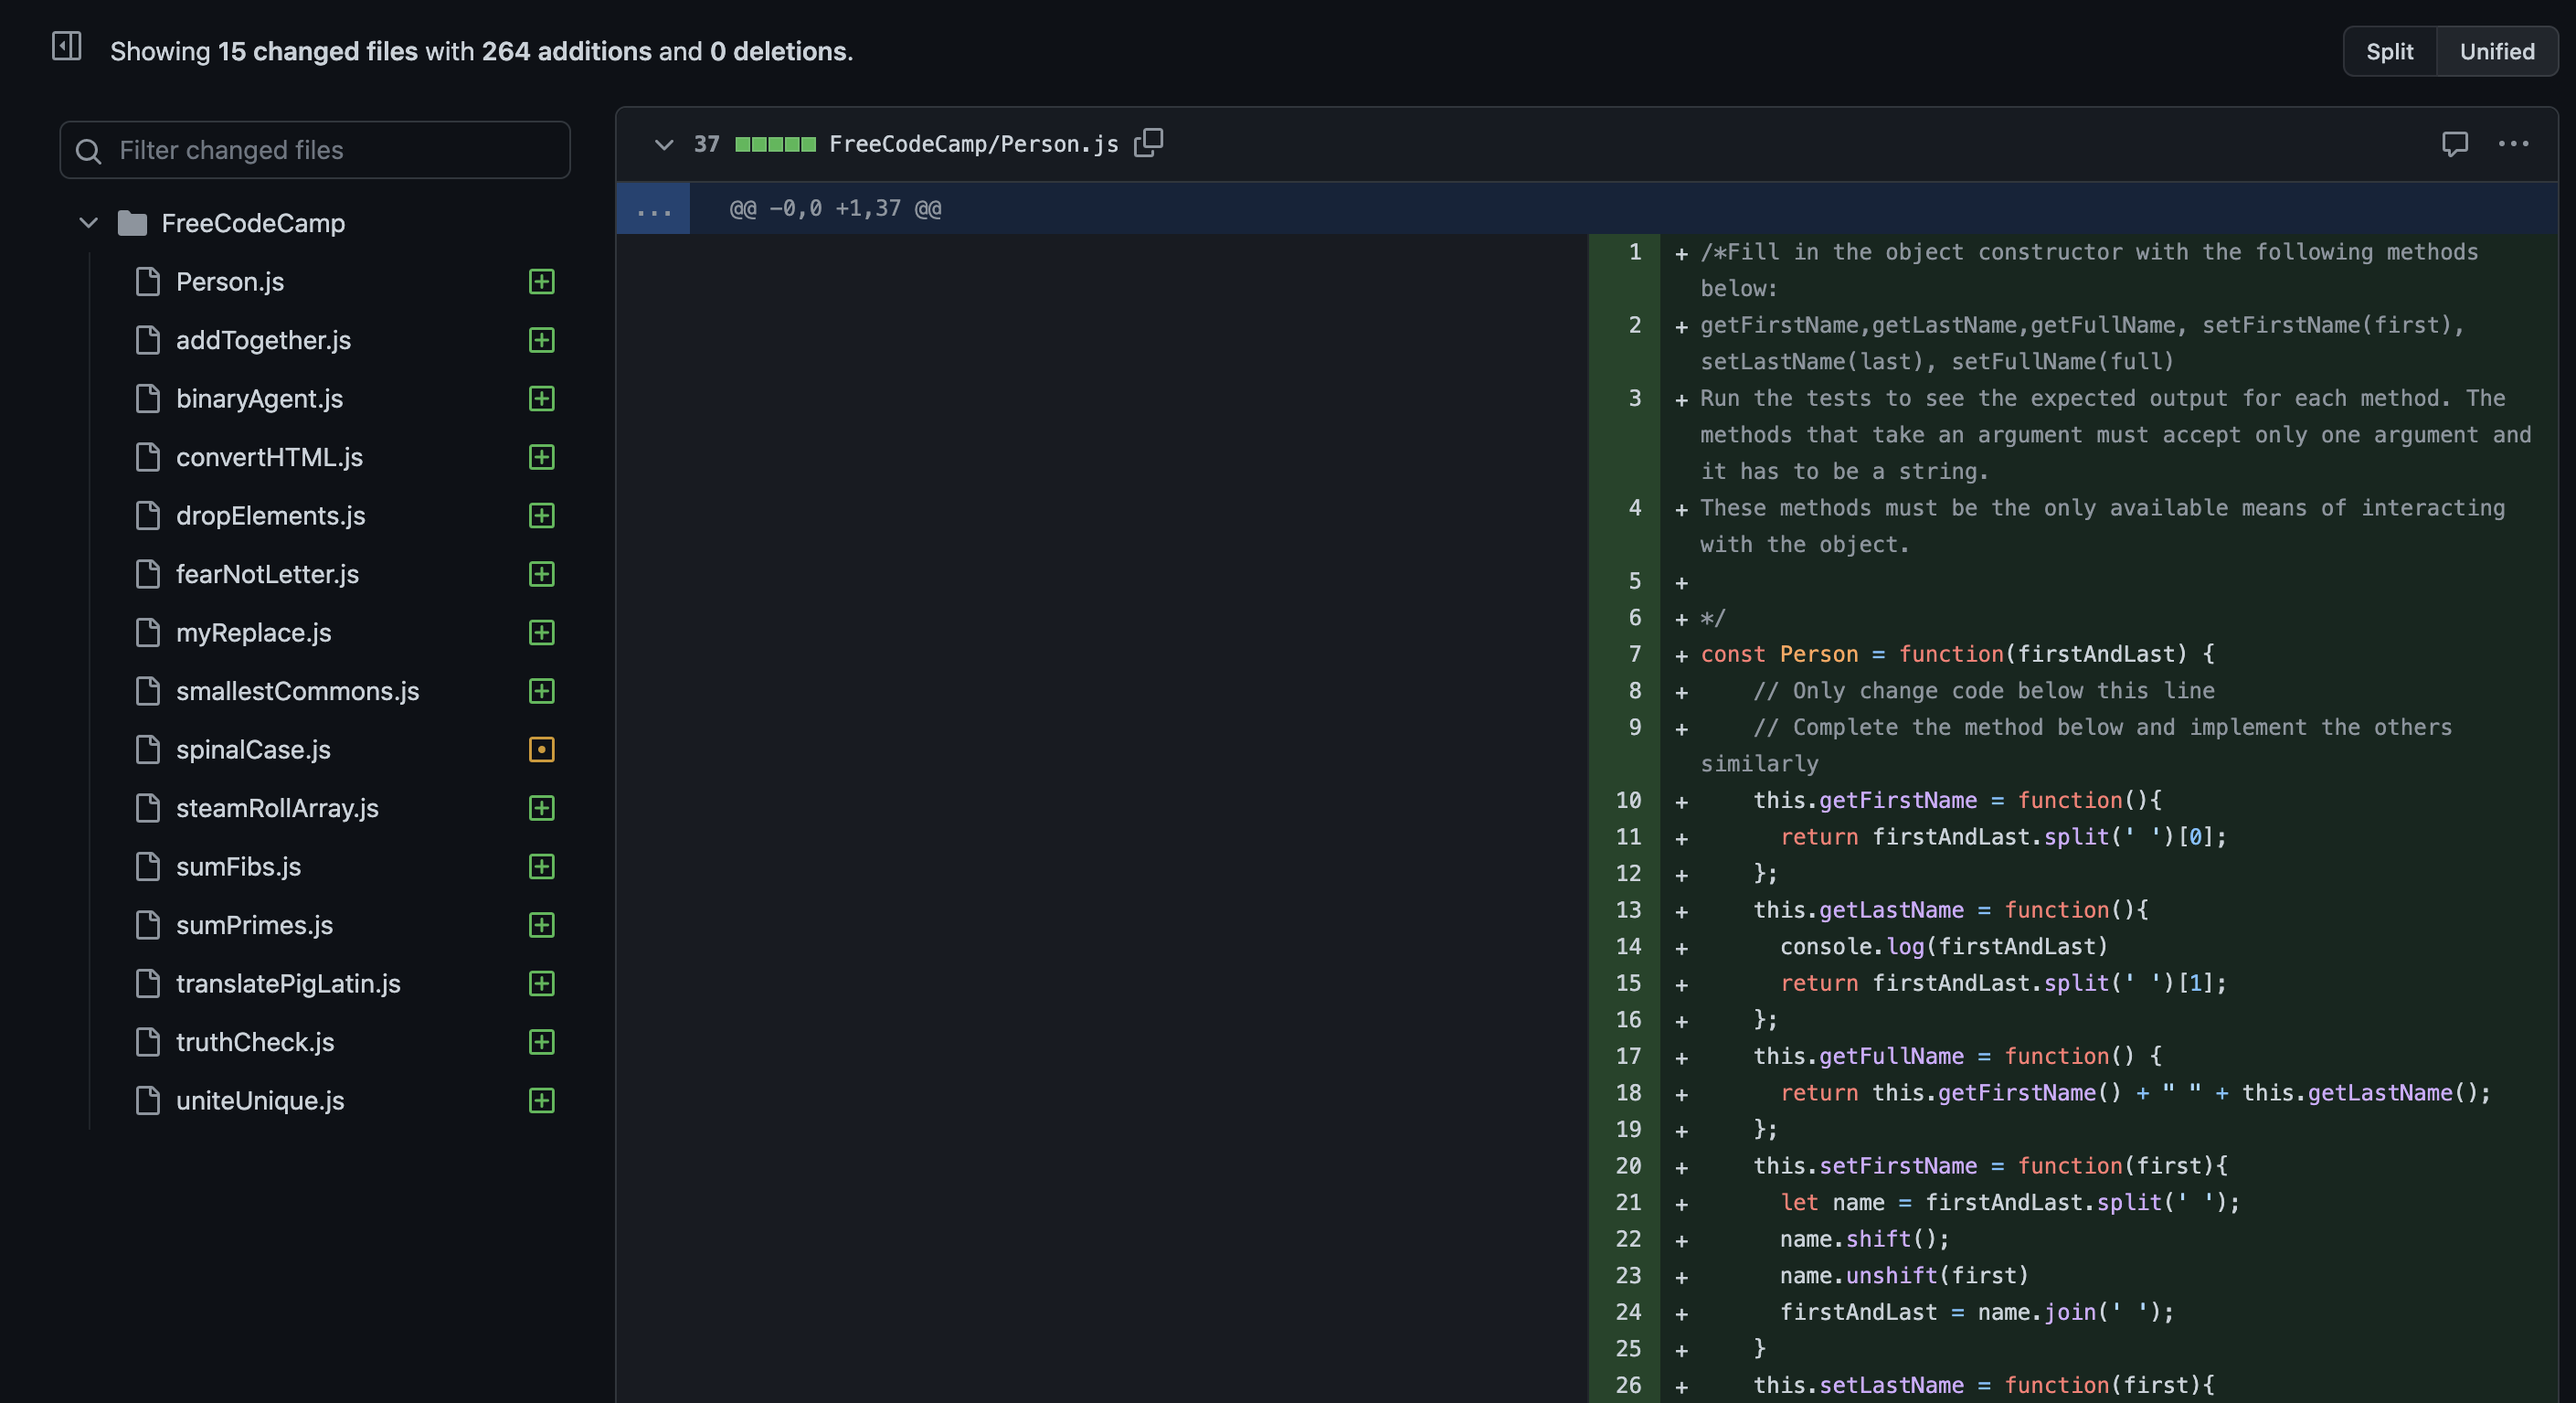 Showing 15 changed files with 264 additions and 0 deletions.
Split
Unified
Filter changed files
FreeCodeCamp
Person.js
addTogether.js
binaryAgent.js
convertHTML.js
dropElements.js
fearNotLetter.js
myReplace.js
smallestCommons.js
spinalCase.js
steamRollArray.js
sumFibs.js
sumPrimes.js
translatePigLatin.js
truthCheck.js
uniteUnique.js
37 FreeCodeCamp/Person.js
... @@ -0,0 +1,37 @@
1 + /*Fill in the object constructor with the following methods
below:
2 + getFirstName,getLastName,getFullName, setFirstName(first),
setLastName(last), setFullName(full)
3 + Run the tests to see the expected output for each method. The
methods that take an argument must accept only one argument and
it has to be a string.
4 + These methods must be the only available means of interacting
with the object.
5 +
6 + */
7 + const Person = function(firstAndLast) {
8 +     // Only change code below this line
9 +     // Complete the method below and implement the others
similarly
10 +     this.getFirstName = function(){
11 +       return firstAndLast.split(' ')[0];
12 +     };
13 +     this.getLastName = function(){
14 +       console.log(firstAndLast)
15 +       return firstAndLast.split(' ')[1];
16 +     };
17 +     this.getFullName = function() {
18 +       return this.getFirstName() + " " + this.getLastName();
19 +     };
20 +     this.setFirstName = function(first){
21 +       let name = firstAndLast.split(' ');
22 +       name.shift();
23 +       name.unshift(first)
24 +       firstAndLast = name.join(' ');
25 +     }
26 +     this.setLastName = function(first){